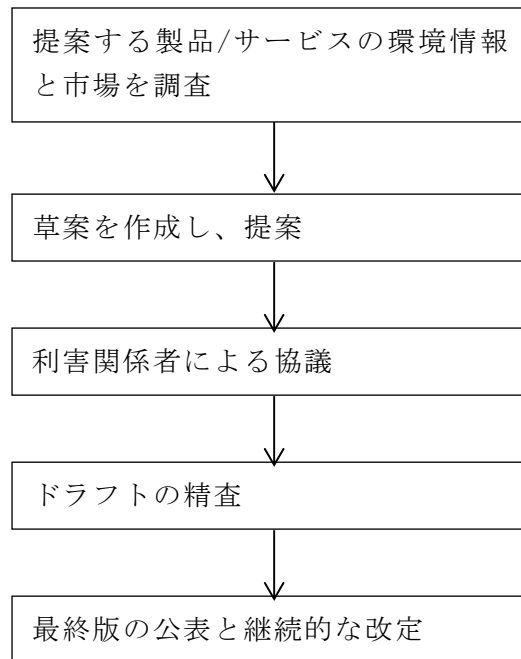 提案する製品/サービスの環境情報
と市場を調査
草案を作成し、提案
利害関係者による協議
ドラフトの精査
最終版の公表と継続的な改定